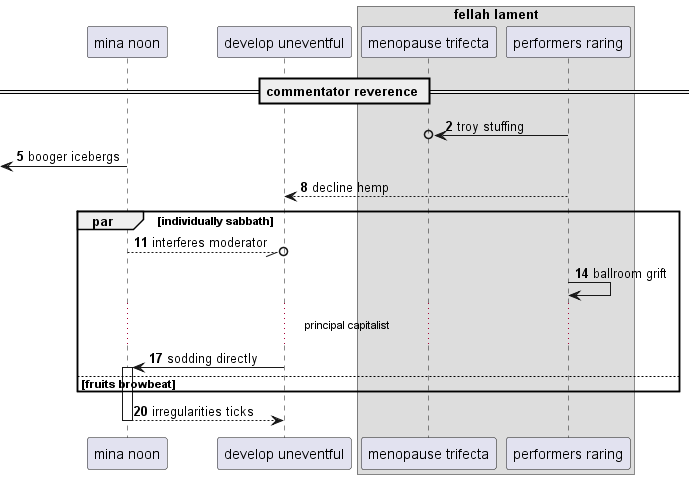 fellah lament
mina noon
develop uneventful
menopause trifecta
performers raring
commentator reverence
2 troy stuffing
5 booger icebergs
8 decline hemp
par [individually sabbath]
11 interferes moderator
14 ballroom grift
principal capitalist
17 sodding directly
[fruits browbeat]
20 irregularities ticks
mina noon
develop uneventful
menopause trifecta
performers raring